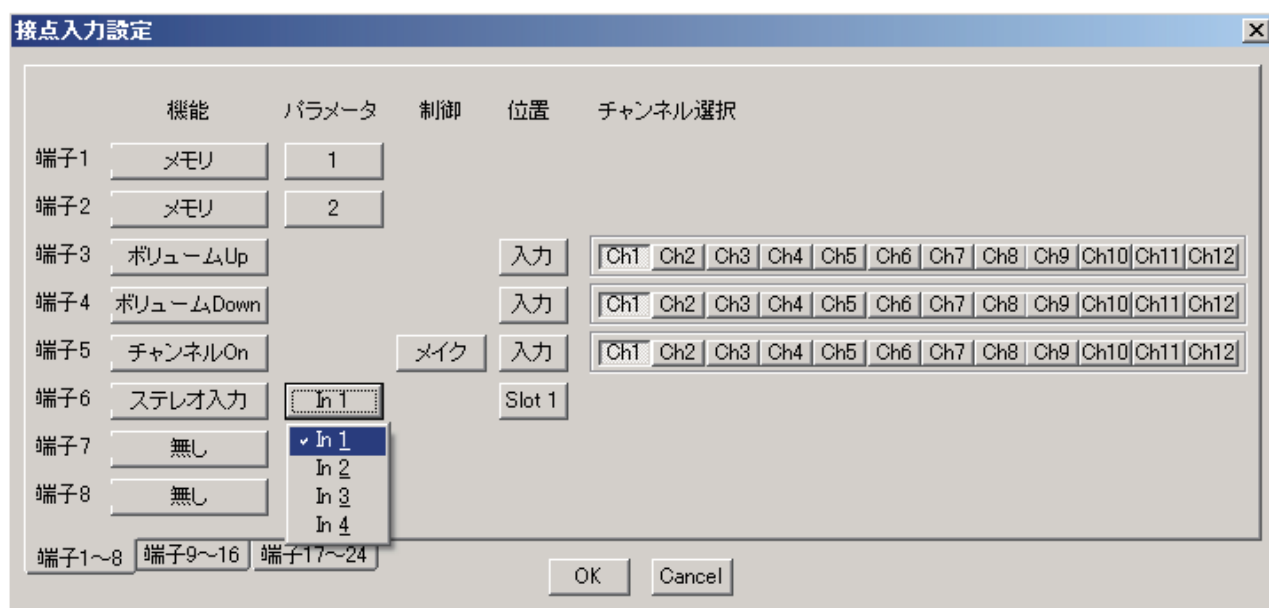 接点入力設定
機能 パラメータ 制御 位置 チャンネル選択
端子1 メモリ 1
端子2 メモリ 2
端子3 ボリュームUp 入力 Ch1 Ch2 Ch3 Ch4 Ch5 Ch6 Ch7 Ch8 Ch9 Ch10 Ch11 Ch12
端子4 ボリュームDown 入力 Ch1 Ch2 Ch3 Ch4 Ch5 Ch6 Ch7 Ch8 Ch9 Ch10 Ch11 Ch12
端子5 チャンネルOn メイク 入力 Ch1 Ch2 Ch3 Ch4 Ch5 Ch6 Ch7 Ch8 Ch9 Ch10 Ch11 Ch12
端子6 ステレオ入力 In 1 Slot 1
端子7 無し
In 1
In 2
端子8 無し
In 3
In 4
端子1～8 端子9～16 端子17～24
OK Cancel